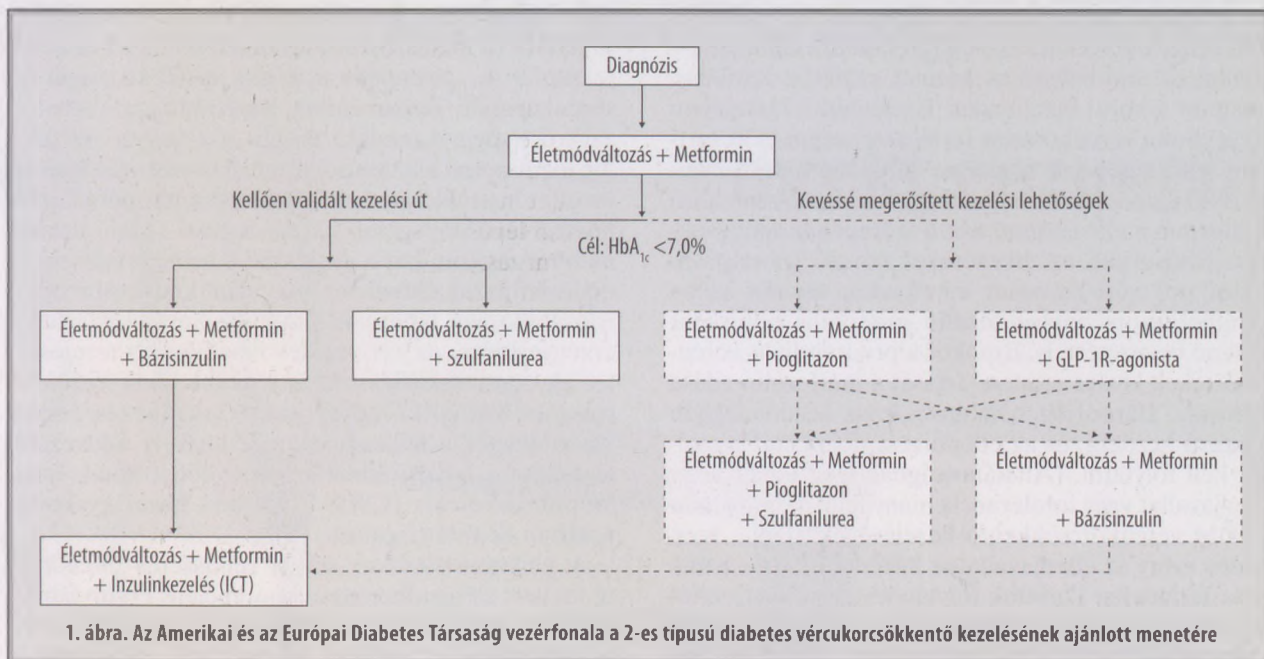 Diagnózis
Életmódváltozás + Metformin
Kellően validált kezelési út
Kevéssé megerősített kezelési lehetőségek
Cél: HbA1c <7,0%
Életmódváltozás + Metformin
+ Bázisinzulin
Életmódváltozás + Metformin
+ Szulfanilurea
Életmódváltozás + Metformin
+ Pioglitazon
Életmódváltozás + Metformin
+ GLP-1R-agonista
Életmódváltozás + Metformin
+ Pioglitazon
+ Szulfanilurea
Életmódváltozás + Metformin
+ Bázisinzulin
Életmódváltozás + Metformin
+ Inzulinkezelés (ICT)
1. ábra. Az Amerikai és az Európai Diabetes Társaság vezérfonala a 2-es típusú diabetes vércukorcsökkentő kezelésének ajánlott menetére